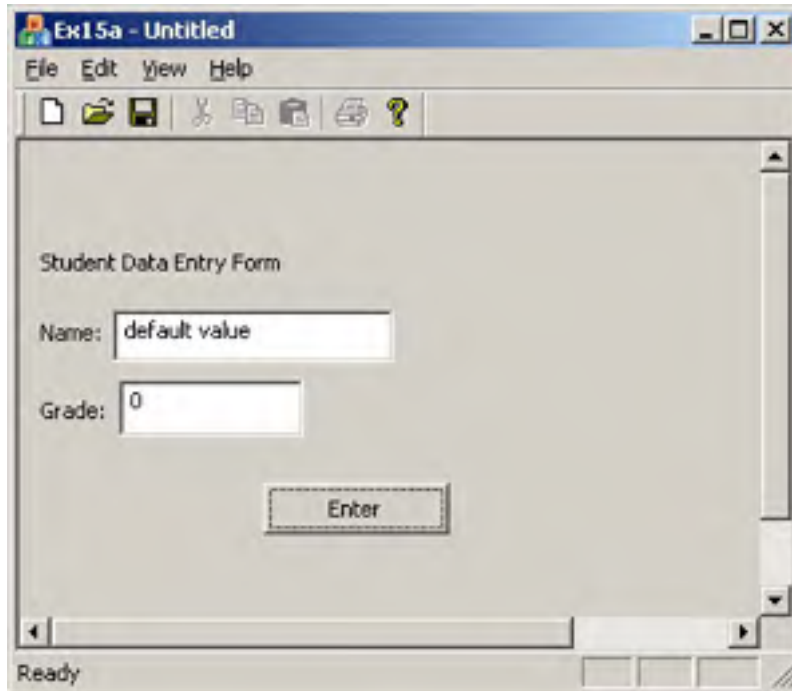 Ex15a - Untitled
File Edit View Help
Student Data Entry Form
Name: default value
Grade: 0
Enter
Ready